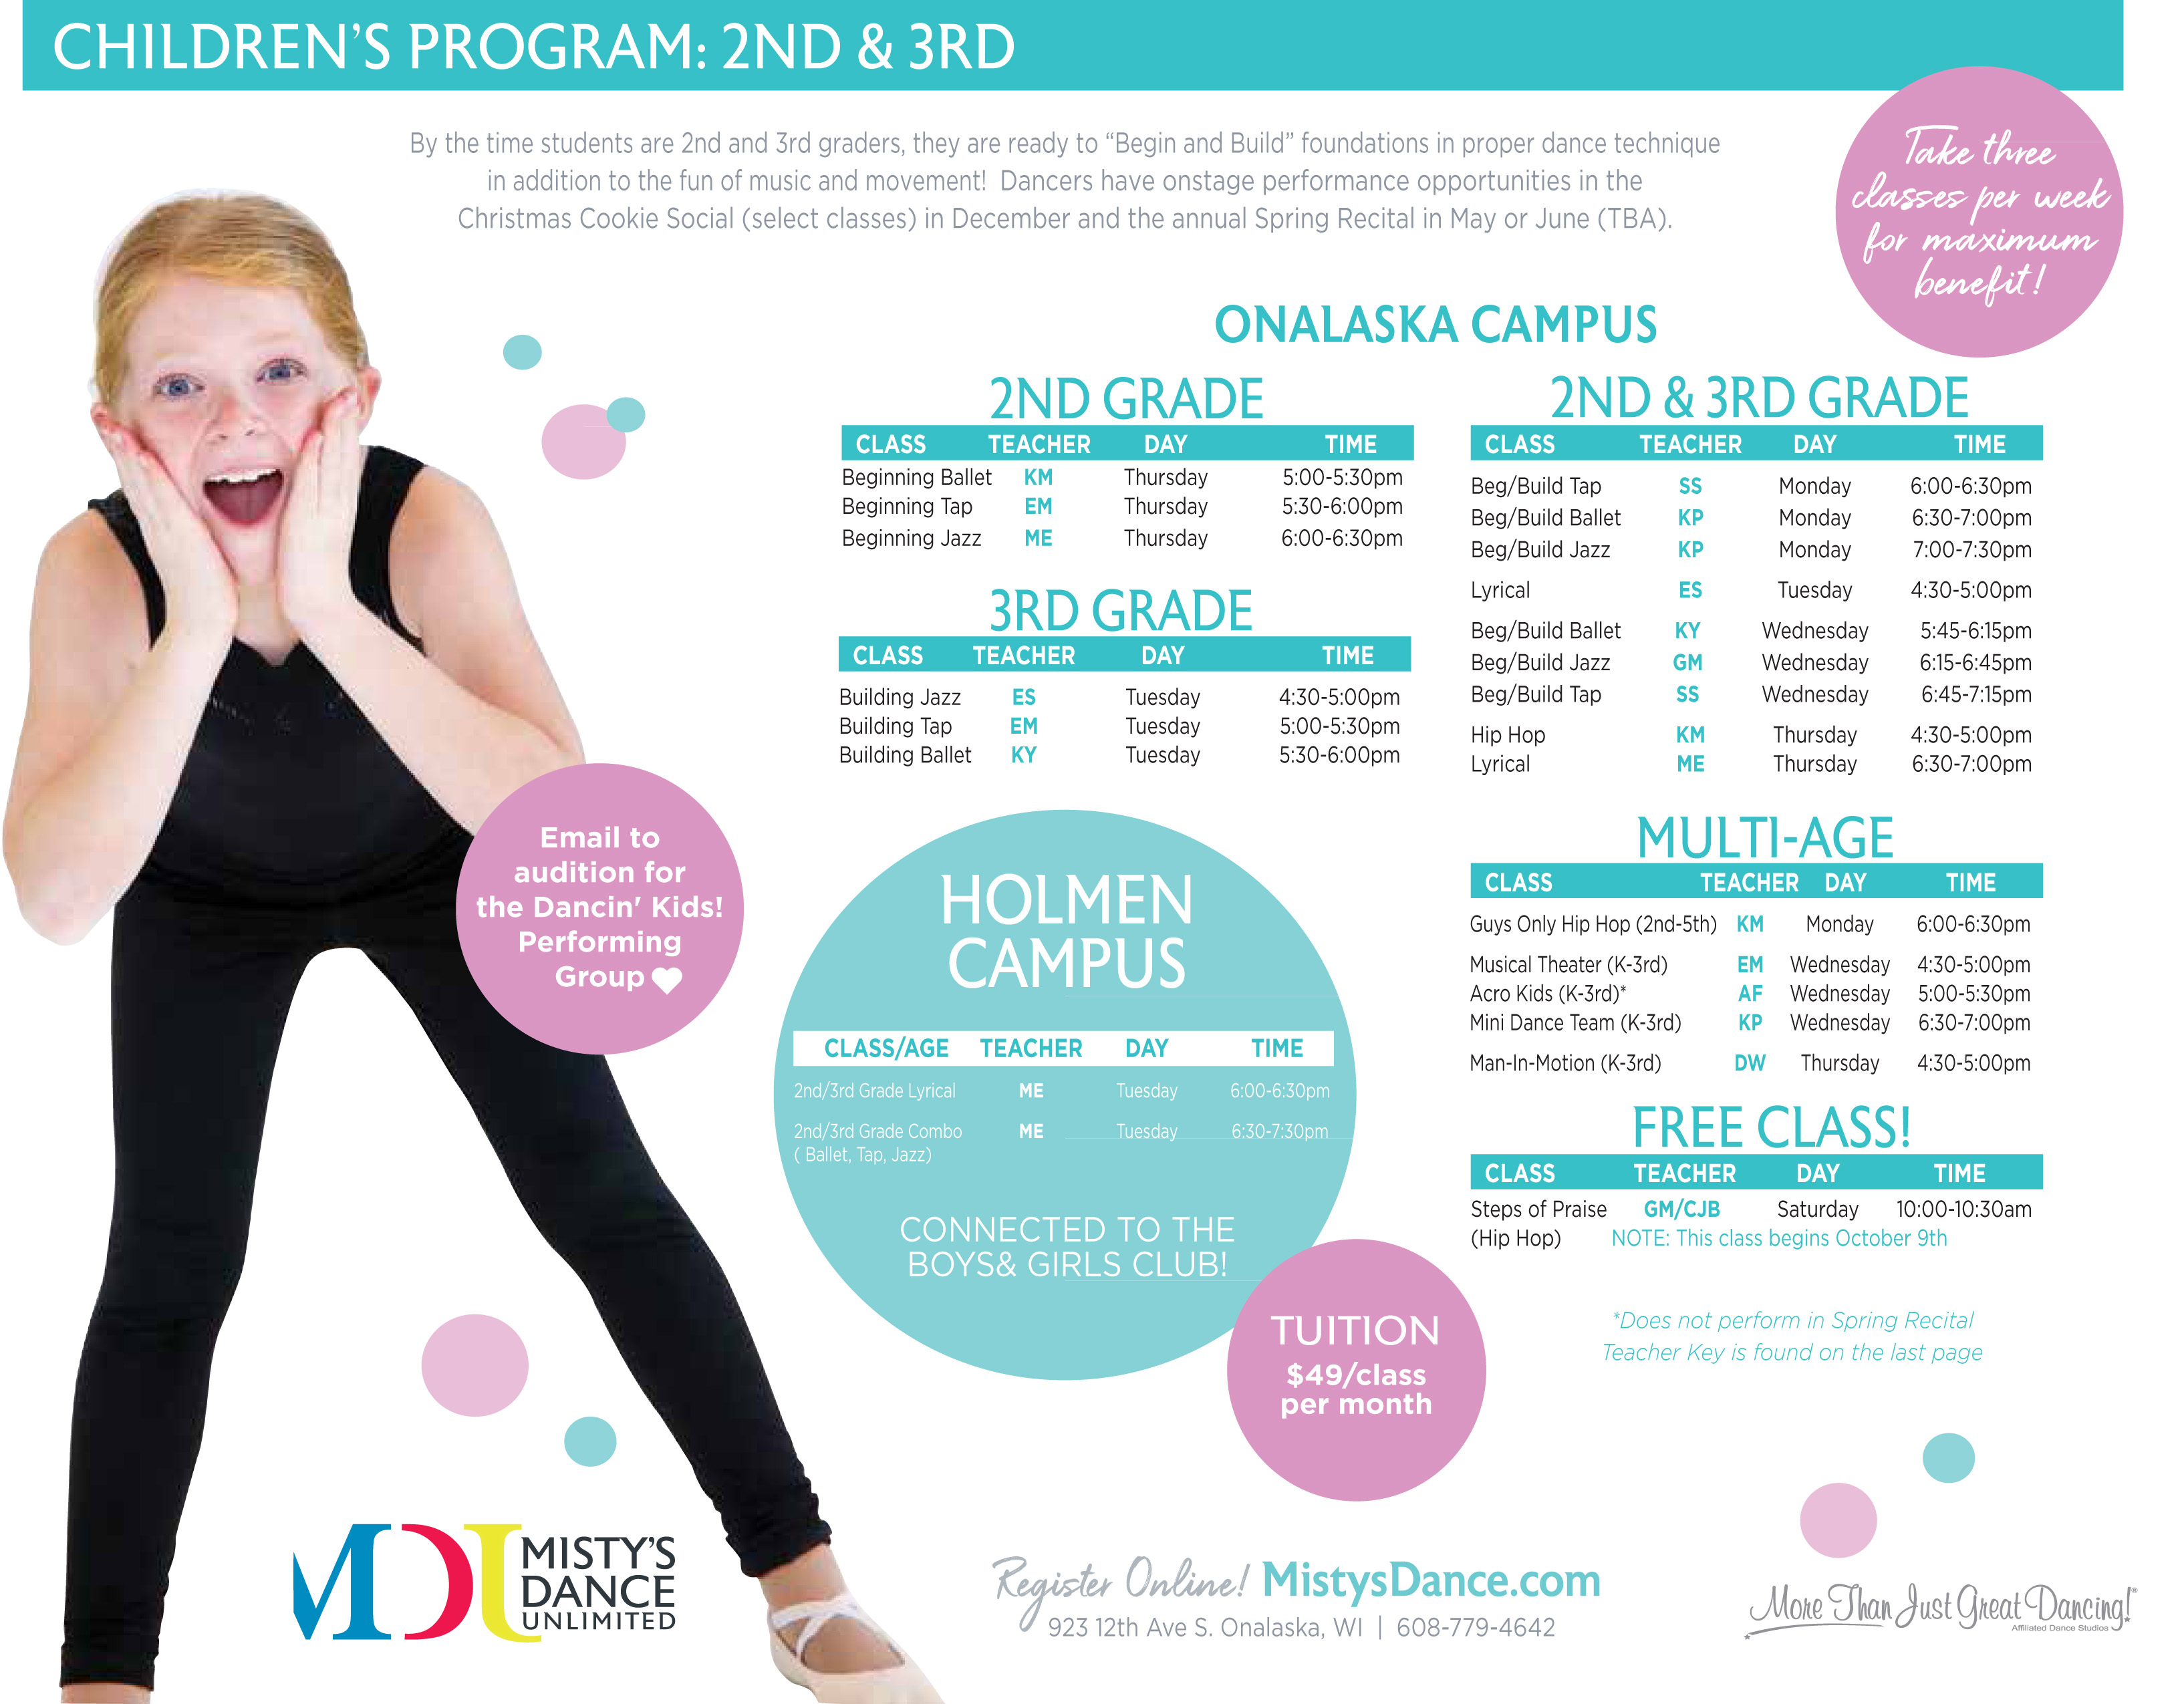 CHILDREN'S PROGRAM: 2ND & 3RD
By the time students are 2nd and 3rd graders, they are ready to “Begin and Build” foundations in proper dance technique
in addition to the fun of music and movement! Dancers have onstage performance opportunities in the
Christmas Cookie Social (select classes) in December and the annual Spring Recital in May or June (TBA).
Take three
classes per week
for maximum
benefit!
ONALASKA CAMPUS
2ND GRADE
CLASS TEACHER DAY TIME
Beginning Ballet KM Thursday 5:00-5:30pm
Beginning Tap EM Thursday 5:30-6:00pm
Beginning Jazz ME Thursday 6:00-6:30pm
3RD GRADE
CLASS TEACHER DAY TIME
Building Jazz ES Tuesday 4:30-5:00pm
Building Tap EM Tuesday 5:00-5:30pm
Building Ballet KY Tuesday 5:30-6:00pm
2ND & 3RD GRADE
CLASS TEACHER DAY TIME
Beg/Build Tap SS Monday 6:00-6:30pm
Beg/Build Ballet KP Monday 6:30-7:00pm
Beg/Build Jazz KP Monday 7:00-7:30pm
Lyrical ES Tuesday 4:30-5:00pm
Beg/Build Ballet KY Wednesday 5:45-6:15pm
Beg/Build Jazz GM Wednesday 6:15-6:45pm
Beg/Build Tap SS Wednesday 6:45-7:15pm
Hip Hop KM Thursday 4:30-5:00pm
Lyrical ME Thursday 6:30-7:00pm
MULTI-AGE
CLASS TEACHER DAY TIME
Guys Only Hip Hop (2nd-5th) KM Monday 6:00-6:30pm
Musical Theater (K-3rd) EM Wednesday 4:30-5:00pm
Acro Kids (K-3rd)* AF Wednesday 5:00-5:30pm
Mini Dance Team (K-3rd) KP Wednesday 6:30-7:00pm
Man-In-Motion (K-3rd) DW Thursday 4:30-5:00pm
FREE CLASS!
CLASS TEACHER DAY TIME
Steps of Praise GM/CJB Saturday 10:00-10:30am
(Hip Hop) NOTE: This class begins October 9th
*Does not perform in Spring Recital
Teacher Key is found on the last page
Email to
audition for
the Dancin' Kids!
Performing
Group
HOLMEN
CAMPUS
CLASS/AGE TEACHER DAY TIME
2nd/3rd Grade Lyrical ME Tuesday 6:00-6:30pm
2nd/3rd Grade Combo ME Tuesday 6:30-7:30pm
( Ballet, Tap, Jazz)
CONNECTED TO THE
BOYS& GIRLS CLUB!
TUITION
$49/class
per month
MDU
MISTY'S
DANCE
UNLIMITED
Register Online! MistysDance.com
923 12th Ave S. Onalaska, WI | 608-779-4642
More Than Just Great Dancing!®
Affiliated Dance Studios